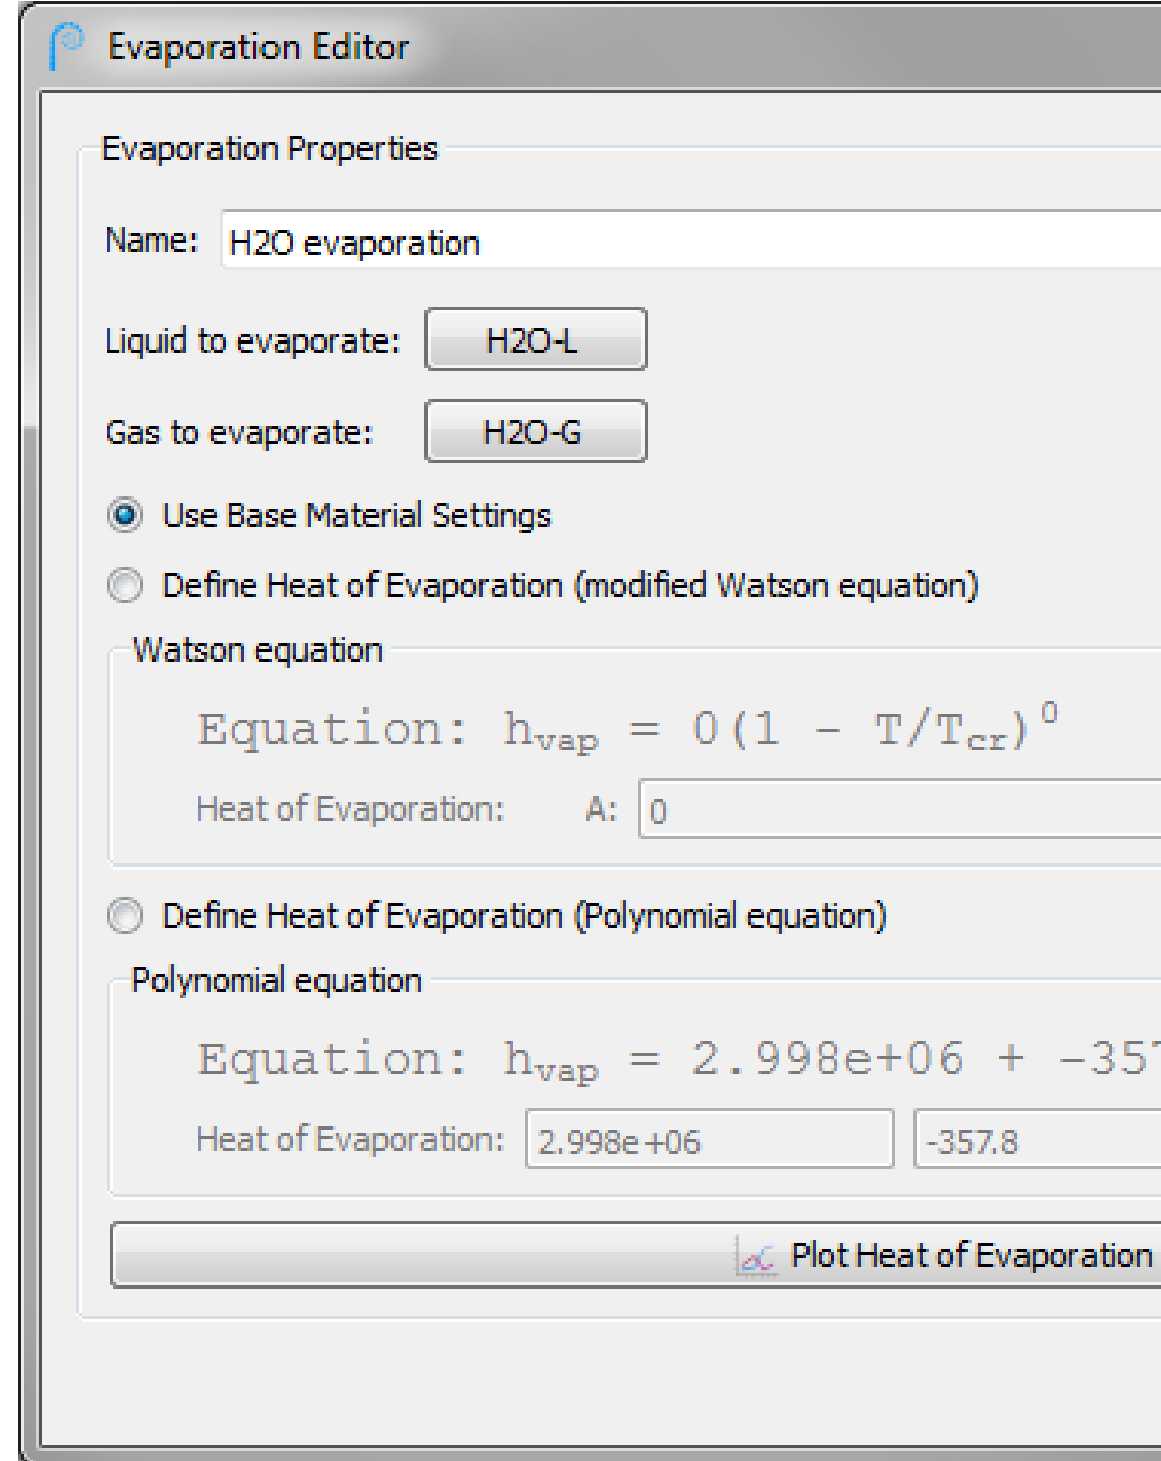 Evaporation Editor
Evaporation Properties
Name: H2O evaporation
Liquid to evaporate: H2O-L
Gas to evaporate: H2O-G
Use Base Material Settings
Define Heat of Evaporation (modified Watson equation)
Watson equation
Equation: hvap = 0(1 - T/Tcr)0
Heat of Evaporation: A: 0
Define Heat of Evaporation (Polynomial equation)
Polynomial equation
Equation: hvap = 2.998e+06 + -357
Heat of Evaporation: 2.998e+06 -357.8
Plot Heat of Evaporation